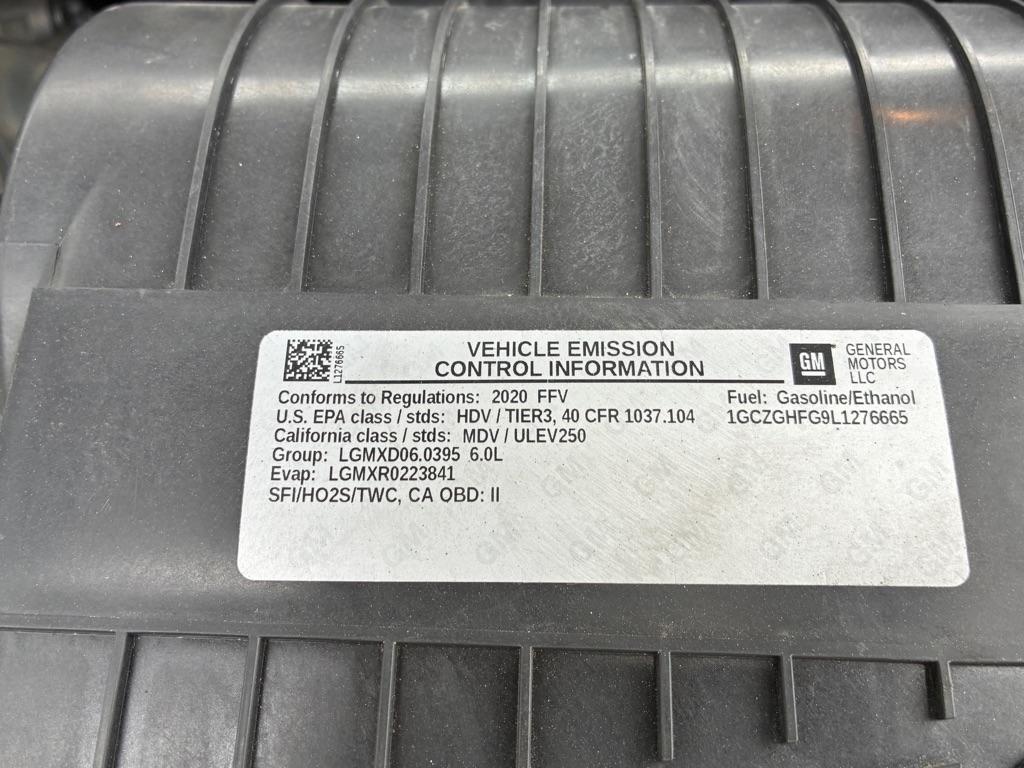 L1276665
VEHICLE EMISSION
CONTROL INFORMATION
GM
GENERAL
MOTORS
LLC
Conforms to Regulations: 2020 FFV
Fuel: Gasoline/Ethanol
U.S. EPA class / stds: HDV / TIER3, 40 CFR 1037.104
1GCZGHFG9L1276665
California class / stds: MDV / ULEV250
Group: LGMXD06.0395 6.0L
Evap: LGMXR0223841
SFI/HO2S/TWC, CA OBD: II